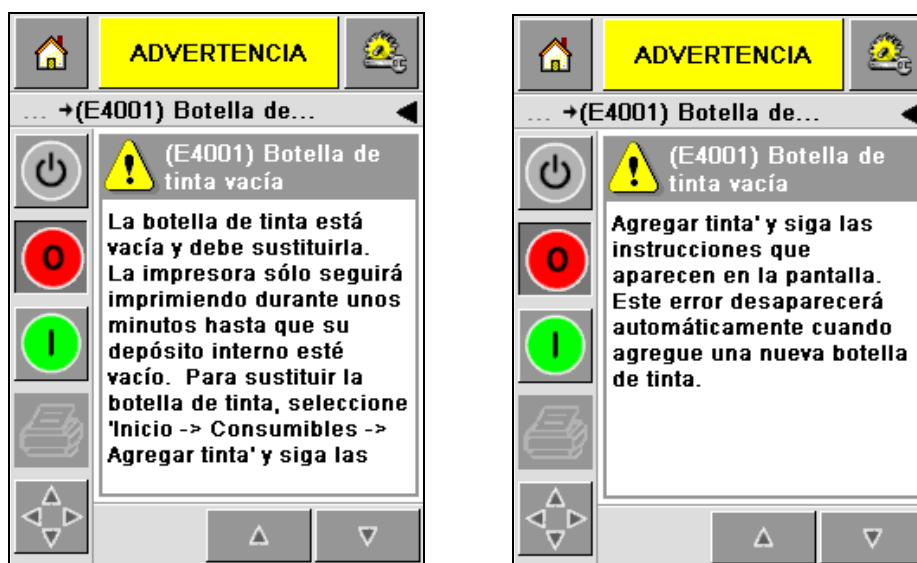 ADVERTENCIA
... →(E4001) Botella de...
(E4001) Botella de
tinta vacía
La botella de tinta está
vacía y debe sustituirla.
La impresora sólo seguirá
imprimiendo durante unos
minutos hasta que su
depósito interno esté
vacío. Para sustituir la
botella de tinta, seleccione
'Inicio -> Consumibles ->
Agregar tinta' y siga las
O
I
ADVERTENCIA
... →(E4001) Botella de...
(E4001) Botella de
tinta vacía
Agregar tinta' y siga las
instrucciones que
aparecen en la pantalla.
Este error desaparecerá
automáticamente cuando
agregue una nueva botella
de tinta.
O
I